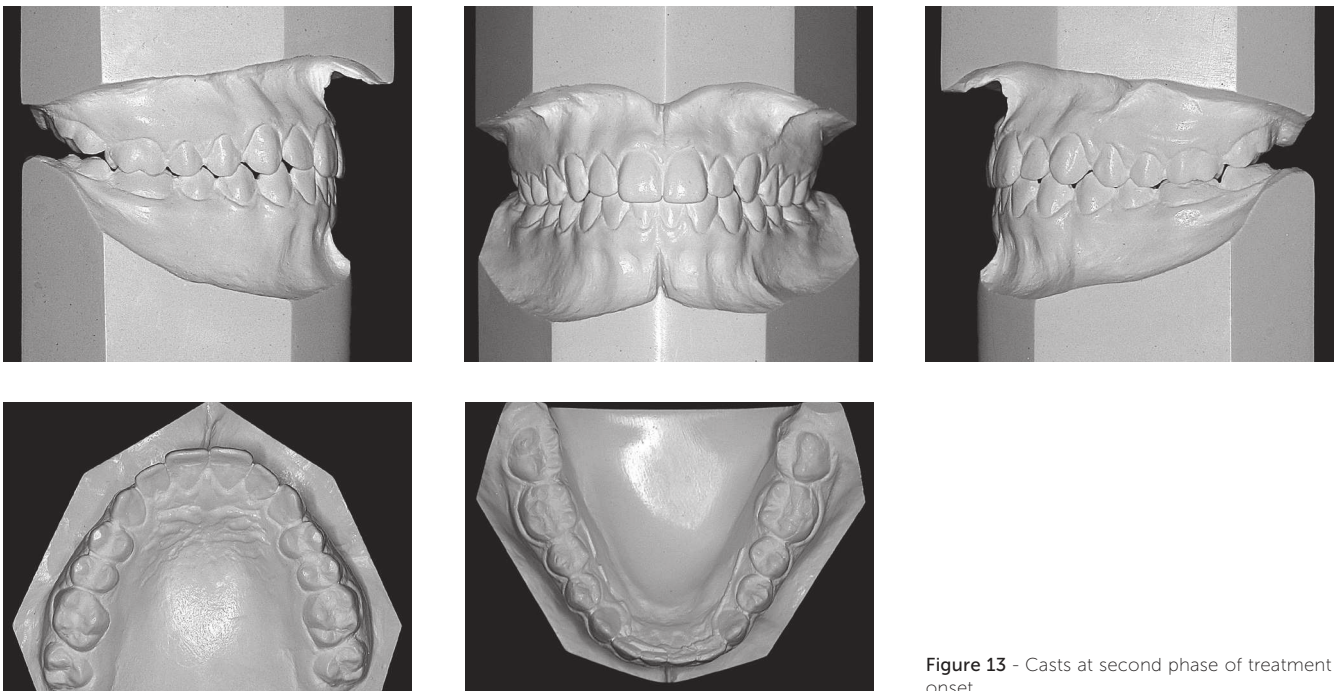 Figure 13 - Casts at second phase of treatment
onset.